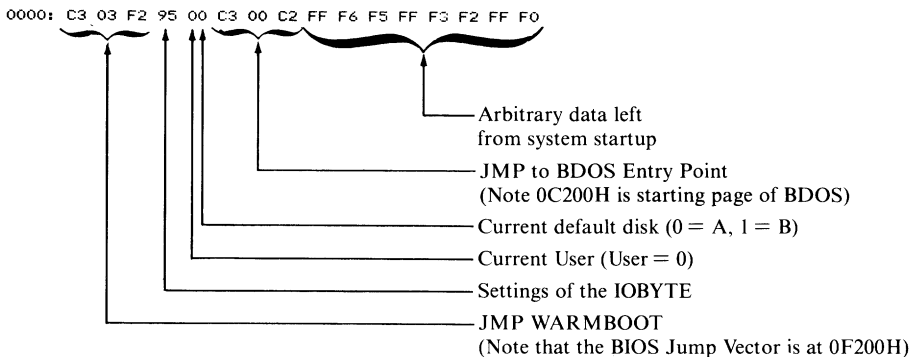 0000: C3 03 F2 95 00 C3 00 C2 FF F6 F5 FF F3 F2 FF F0
Arbitrary data left
from system startup
JMP to BDOS Entry Point
(Note 0C200H is starting page of BDOS)
Current default disk (0 = A, 1 = B)
Current User (User = 0)
Settings of the IOBYTE
JMP WARMBOOT
(Note that the BIOS Jump Vector is at 0F200H)